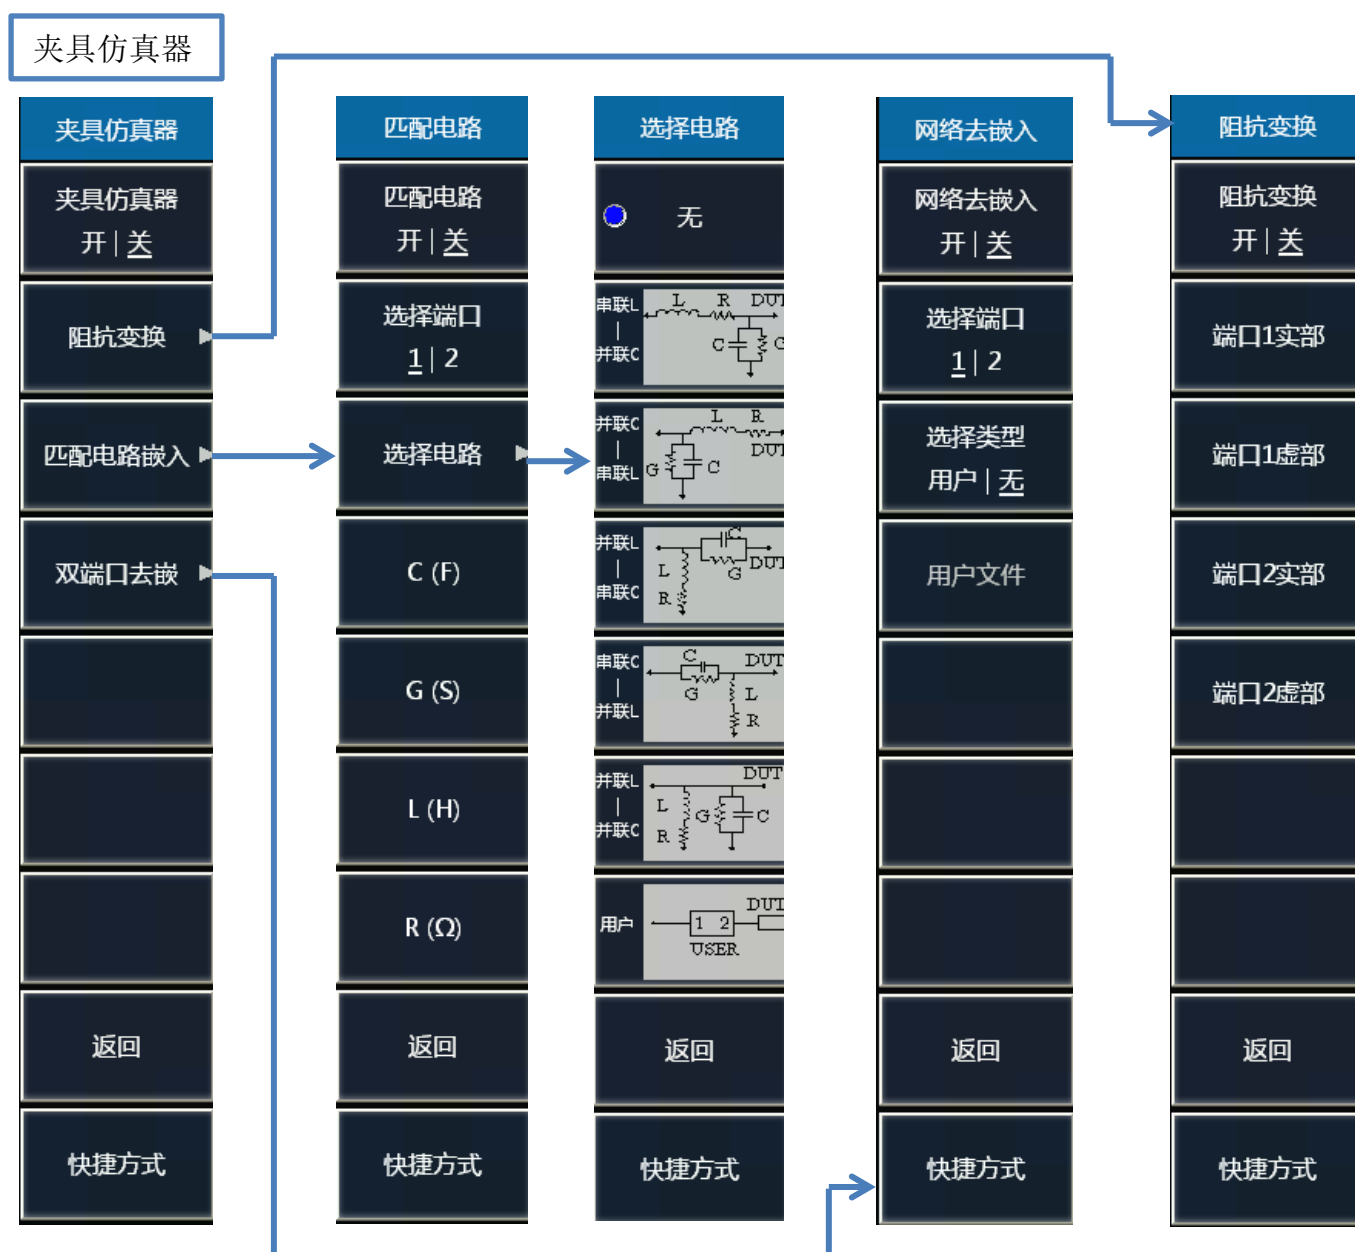 夹具仿真器
夹具仿真器
夹具仿真器
开 | 关
阻抗变换
匹配电路嵌入
双端口去嵌
返回
快捷方式
匹配电路
匹配电路
开 | 关
选择端口
1 | 2
选择电路
C (F)
G (S)
L (H)
R (Ω)
返回
快捷方式
选择电路
无
串联L
|
并联C
L R DUT
C G
并联C
|
串联L
L R
DUT
G C
并联L
|
串联C
C
L G DUT
R
串联C
|
并联L
C DUT
G L
R
并联L
|
并联C
DUT
L G C
R
用户
DUT
1 2
USER
返回
快捷方式
网络去嵌入
网络去嵌入
开 | 关
选择端口
1 | 2
选择类型
用户 | 无
用户文件
返回
快捷方式
阻抗变换
阻抗变换
开 | 关
端口1实部
端口1虚部
端口2实部
端口2虚部
返回
快捷方式